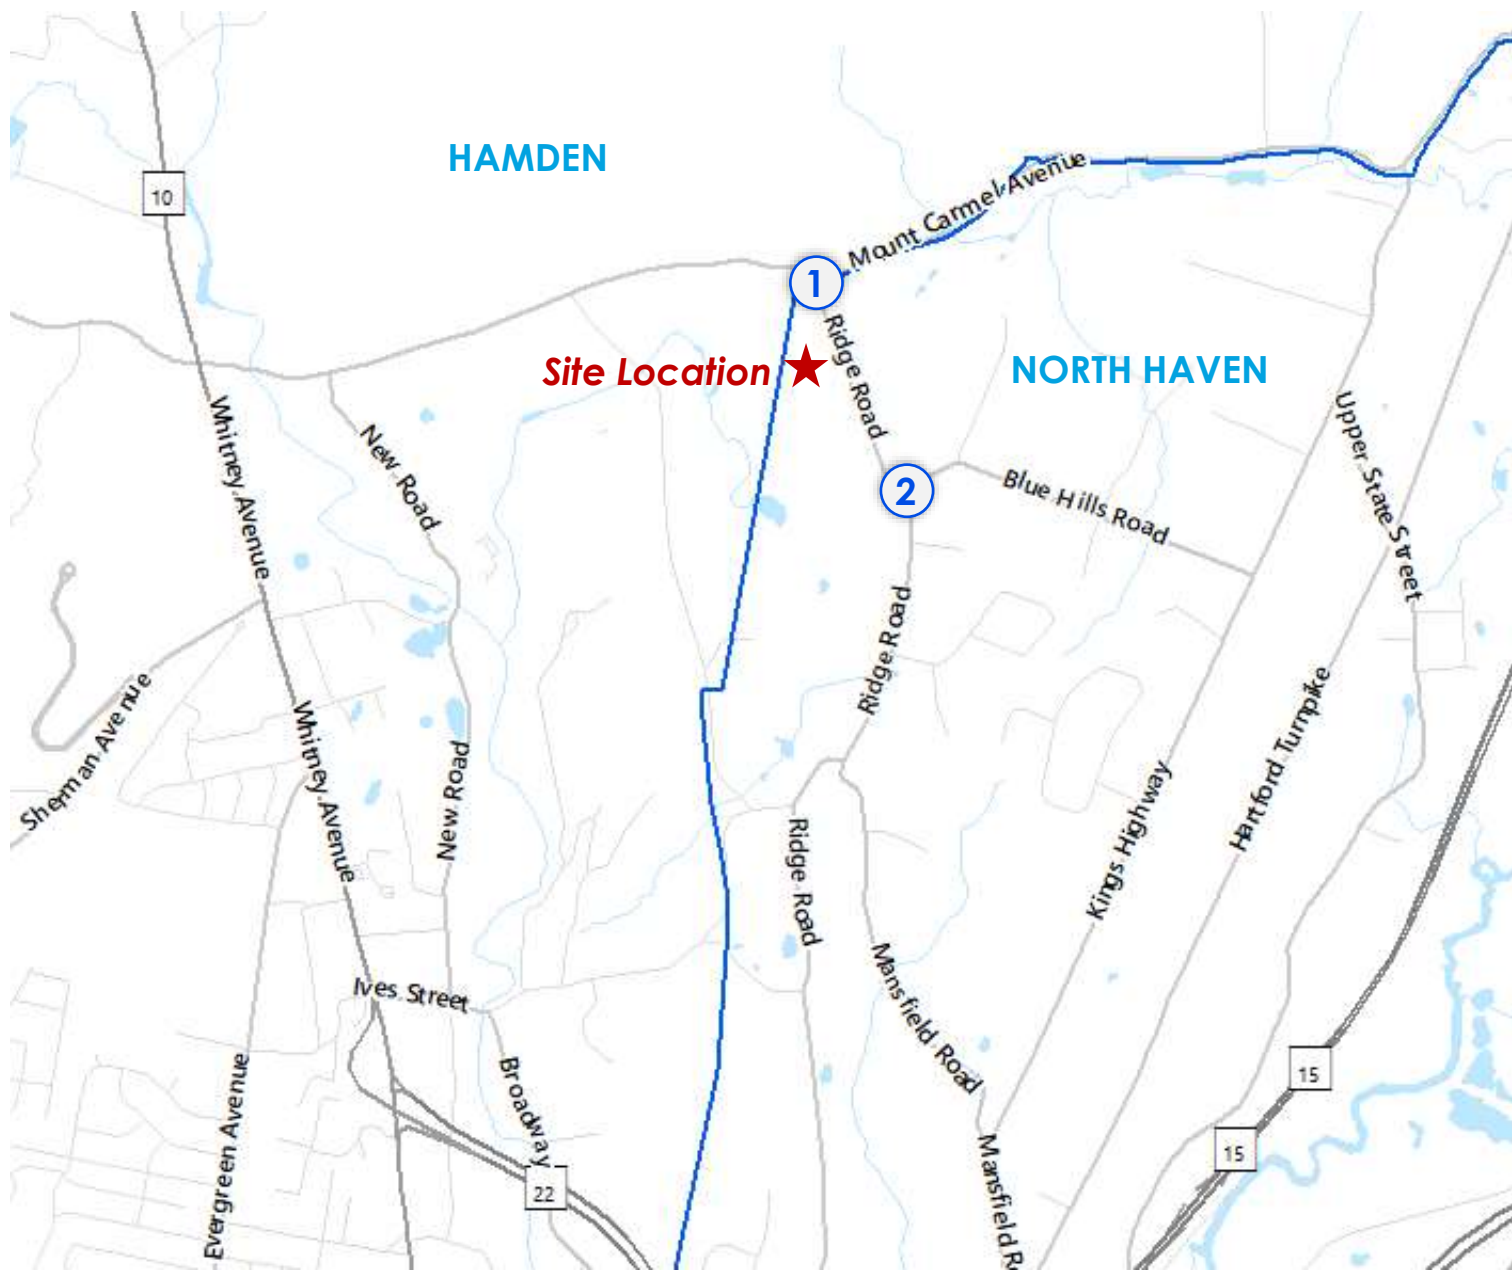 HAMDEN
10
Mount Carmel Avenue
1
Ridge Road
Site Location
NORTH HAVEN
Whitney Avenue
New Road
Upper State Street
2
Blue Hills Road
Ridge Road
Sherman Avenue
Whitney Avenue
New Road
Hartford Turnpike
Kings Highway
Ridge Road
Mansfield Road
Ives Street
Broadway
Evergreen Avenue
15
15
22
Mansfield R